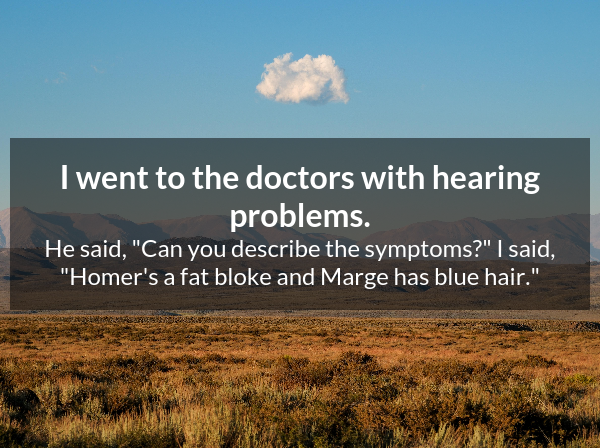 I went to the doctors with hearing
problems.
He said, "Can you describe the symptoms?" I said,
"Homer's a fat bloke and Marge has blue hair."